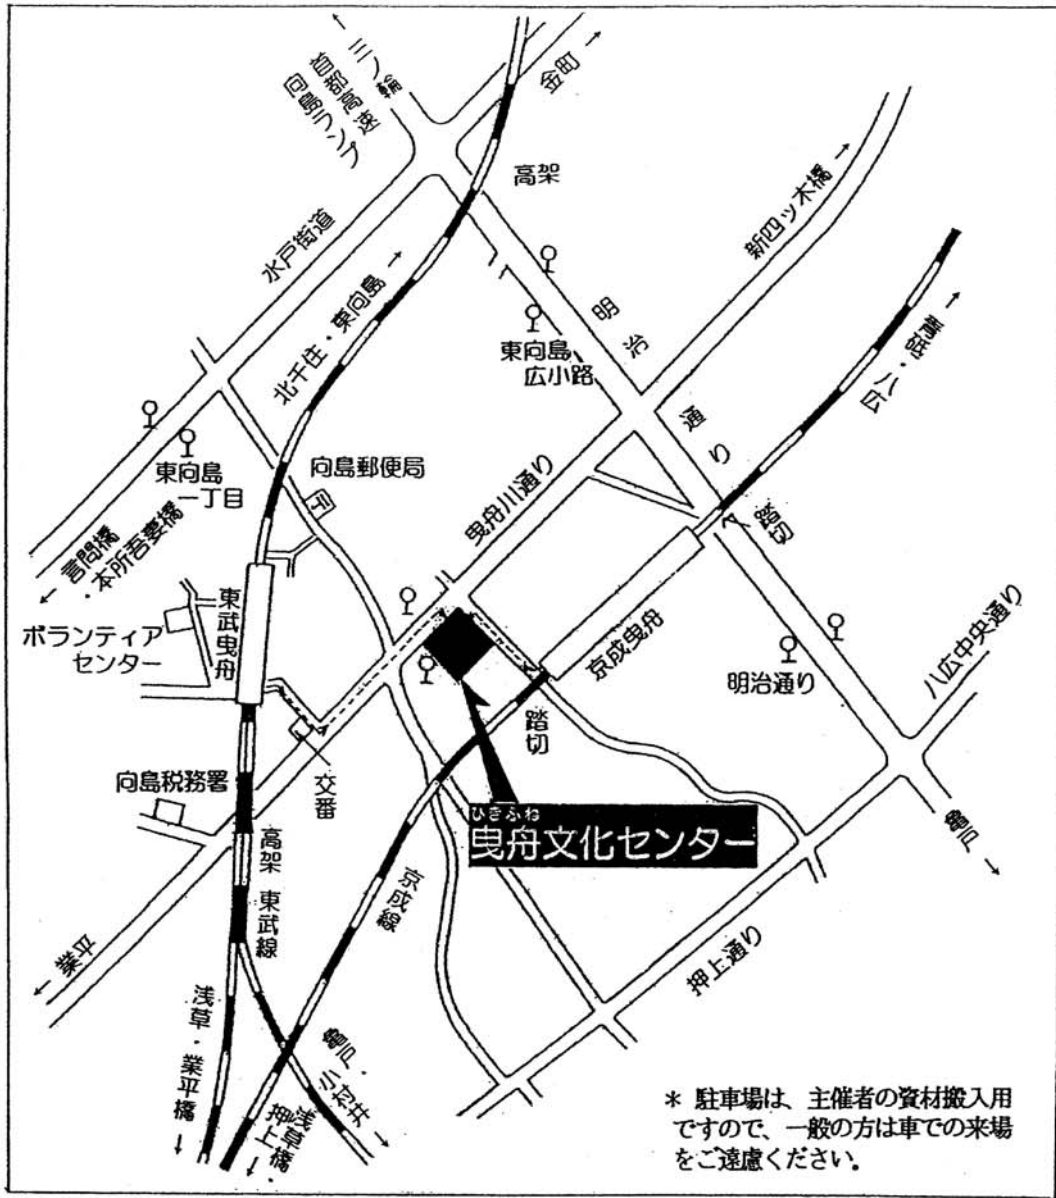 三ノ輪
首都高速
向島ランプ
金町
高架
水戸街道
新四ツ木橋
北千住・東向島
青砥・八広
明治通り
東向島
広小路
東向島
一丁目
向島郵便局
曳舟川通り
踏切
言問橋
・本所吾妻橋
東武曳舟
ボランティア
センター
京成曳舟
明治通り
八広中央通り
踏切
交番
向島税務署
ひきふね
曳舟文化センター
亀戸
高架
東武線
京成線
押上通り
業平
浅草・業平橋
亀戸・
小村井
浅草橋・
押上
* 駐車場は、主催者の資材搬入用
ですので、一般の方は車での来場
をご遠慮ください。